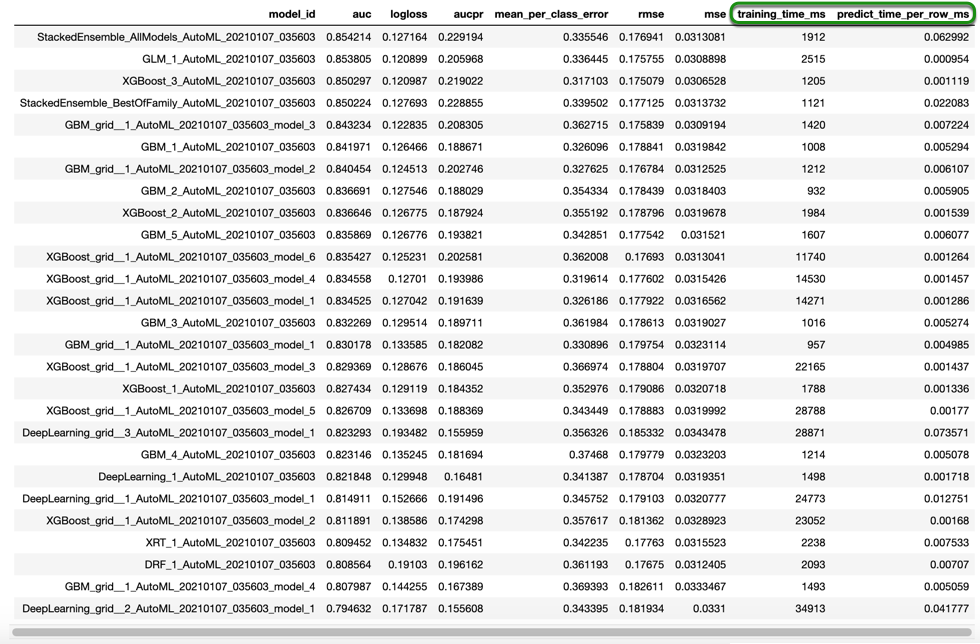 model_id auc logloss aucpr mean_per_class_error rmse mse training_time_ms predict_time_per_row_ms
StackedEnsemble_AllModels_AutoML_20210107_035603 0.854214 0.127164 0.229194 0.335546 0.176941 0.0313081 1912 0.062992
GLM_1_AutoML_20210107_035603 0.853805 0.120899 0.205968 0.336445 0.175755 0.0308898 2515 0.000954
XGBoost_3_AutoML_20210107_035603 0.850297 0.120987 0.219022 0.317103 0.175079 0.0306528 1205 0.001119
StackedEnsemble_BestOfFamily_AutoML_20210107_035603 0.850224 0.127693 0.228855 0.339502 0.177125 0.0313732 1121 0.022083
GBM_grid__1_AutoML_20210107_035603_model_3 0.843234 0.122835 0.208305 0.362715 0.175839 0.0309194 1420 0.007224
GBM_1_AutoML_20210107_035603 0.841971 0.126466 0.188671 0.326096 0.178841 0.0319842 1008 0.005294
GBM_grid__1_AutoML_20210107_035603_model_2 0.840454 0.124513 0.202746 0.327625 0.176784 0.0312525 1212 0.006107
GBM_2_AutoML_20210107_035603 0.836691 0.127546 0.188029 0.354334 0.178439 0.0318403 932 0.005905
XGBoost_2_AutoML_20210107_035603 0.836646 0.126775 0.187924 0.355192 0.178796 0.0319678 1984 0.001539
GBM_5_AutoML_20210107_035603 0.835869 0.126776 0.193821 0.342851 0.177542 0.031521 1607 0.006077
XGBoost_grid__1_AutoML_20210107_035603_model_6 0.835427 0.125231 0.202581 0.362008 0.17693 0.0313041 11740 0.001264
XGBoost_grid__1_AutoML_20210107_035603_model_4 0.834558 0.12701 0.193986 0.319614 0.177602 0.0315426 14530 0.001457
XGBoost_grid__1_AutoML_20210107_035603_model_1 0.834525 0.127042 0.191639 0.326186 0.177922 0.0316562 14271 0.001286
GBM_3_AutoML_20210107_035603 0.832269 0.129514 0.189711 0.361984 0.178613 0.0319027 1016 0.005274
GBM_grid__1_AutoML_20210107_035603_model_1 0.830178 0.133585 0.182082 0.330896 0.179754 0.0323114 957 0.004985
XGBoost_grid__1_AutoML_20210107_035603_model_3 0.829369 0.128676 0.186045 0.366974 0.178804 0.0319707 22165 0.001437
XGBoost_1_AutoML_20210107_035603 0.827434 0.129119 0.184352 0.352976 0.179086 0.0320718 1788 0.001336
XGBoost_grid__1_AutoML_20210107_035603_model_5 0.826709 0.133698 0.188369 0.343449 0.178883 0.0319992 28788 0.00177
DeepLearning_grid__3_AutoML_20210107_035603_model_1 0.823293 0.193482 0.155959 0.356326 0.185332 0.0343478 28871 0.073571
GBM_4_AutoML_20210107_035603 0.823146 0.135245 0.181694 0.37468 0.179779 0.0323203 1214 0.005078
DeepLearning_1_AutoML_20210107_035603 0.821848 0.129948 0.16481 0.341387 0.178704 0.0319351 1498 0.001718
DeepLearning_grid__1_AutoML_20210107_035603_model_1 0.814911 0.152666 0.191496 0.345752 0.179103 0.0320777 24773 0.012751
XGBoost_grid__1_AutoML_20210107_035603_model_2 0.811891 0.138586 0.174298 0.357617 0.181362 0.0328923 23052 0.00168
XRT_1_AutoML_20210107_035603 0.809452 0.134832 0.175451 0.342235 0.17763 0.0315523 2238 0.007533
DRF_1_AutoML_20210107_035603 0.808564 0.19103 0.196162 0.361193 0.17675 0.0312405 2093 0.00707
GBM_grid__1_AutoML_20210107_035603_model_4 0.807987 0.144255 0.167389 0.369393 0.182611 0.0333467 1493 0.005059
DeepLearning_grid__2_AutoML_20210107_035603_model_1 0.794632 0.171787 0.155608 0.343395 0.181934 0.0331 34913 0.041777